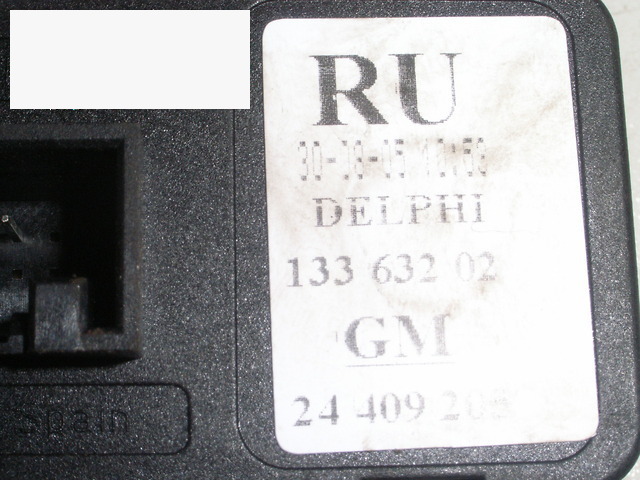 RU
DELPHI
133 632 02
GM
24 409
Spain